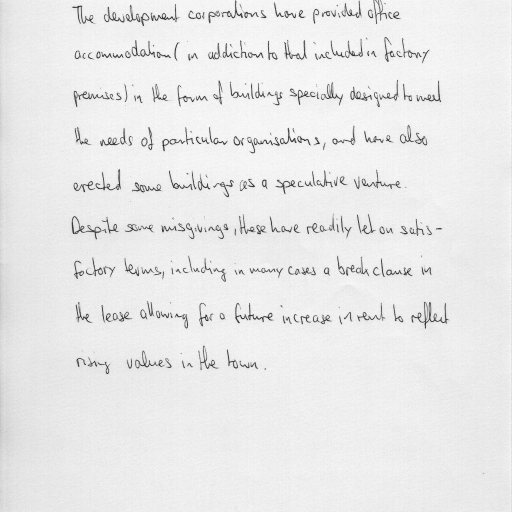 The development corporations have provided office
accommodation (in addiction to that included in factory
premises) in the form of buildings specially designed to meet
the needs of particular organisations, and have also
erected some buildings as a speculative venture.
Despite some misgivings, these have readily let on satis-
factory terms, including in many cases a break clause in
the lease allowing for a future increase in rent to reflect
rising values in the town.